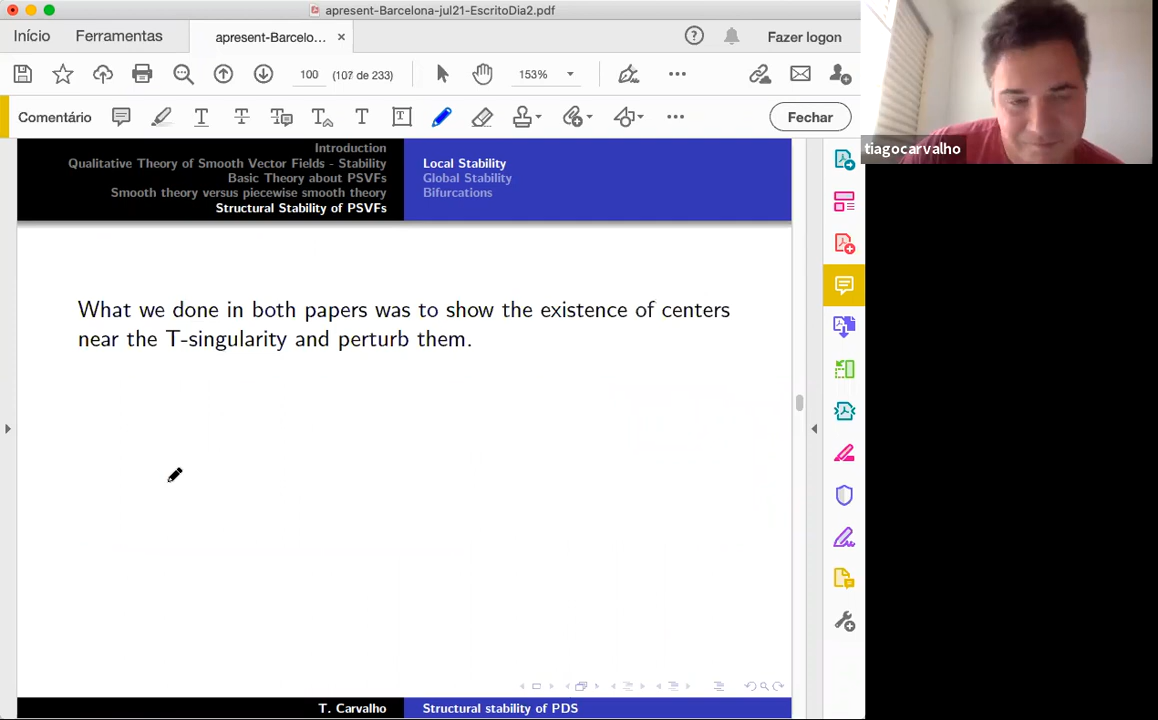 apresent-Barcelona-jul21-EscritoDia2.pdf
Início
Ferramentas
apresent-Barcelo...
Fazer logon
100
(107 de 233)
153%
Comentário
Fechar
tiagocarvalho
Introduction
Qualitative Theory of Smooth Vector Fields - Stability
Basic Theory about PSVFs
Smooth theory versus piecewise smooth theory
Structural Stability of PSVFs
Local Stability
Global Stability
Bifurcations
What we done in both papers was to show the existence of centers
near the T-singularity and perturb them.
T. Carvalho
Structural stability of PDS